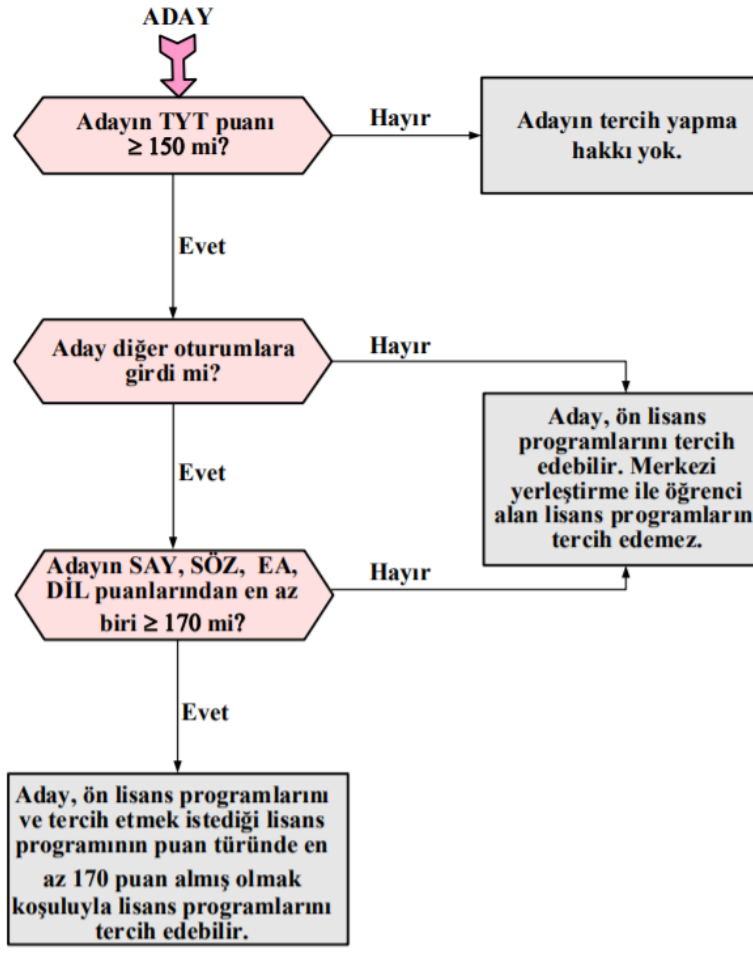 ADAY
Adayın TYT puanı
≥ 150 mi?
Hayır
Adayın tercih yapma
hakkı yok.
Evet
Aday diğer oturumlara
girdi mi?
Hayır
Aday, ön lisans
programlarını tercih
edebilir. Merkezi
yerleştirme ile öğrenci
alan lisans programların
tercih edemez.
Evet
Adayın SAY, SÖZ, EA,
DİL puanlarından en az
biri ≥ 170 mi?
Hayır
Evet
Aday, ön lisans programlarını
ve tercih etmek istediği lisans
programının puan türünde en
az 170 puan almış olmak
koşuluyla lisans programlarını
tercih edebilir.